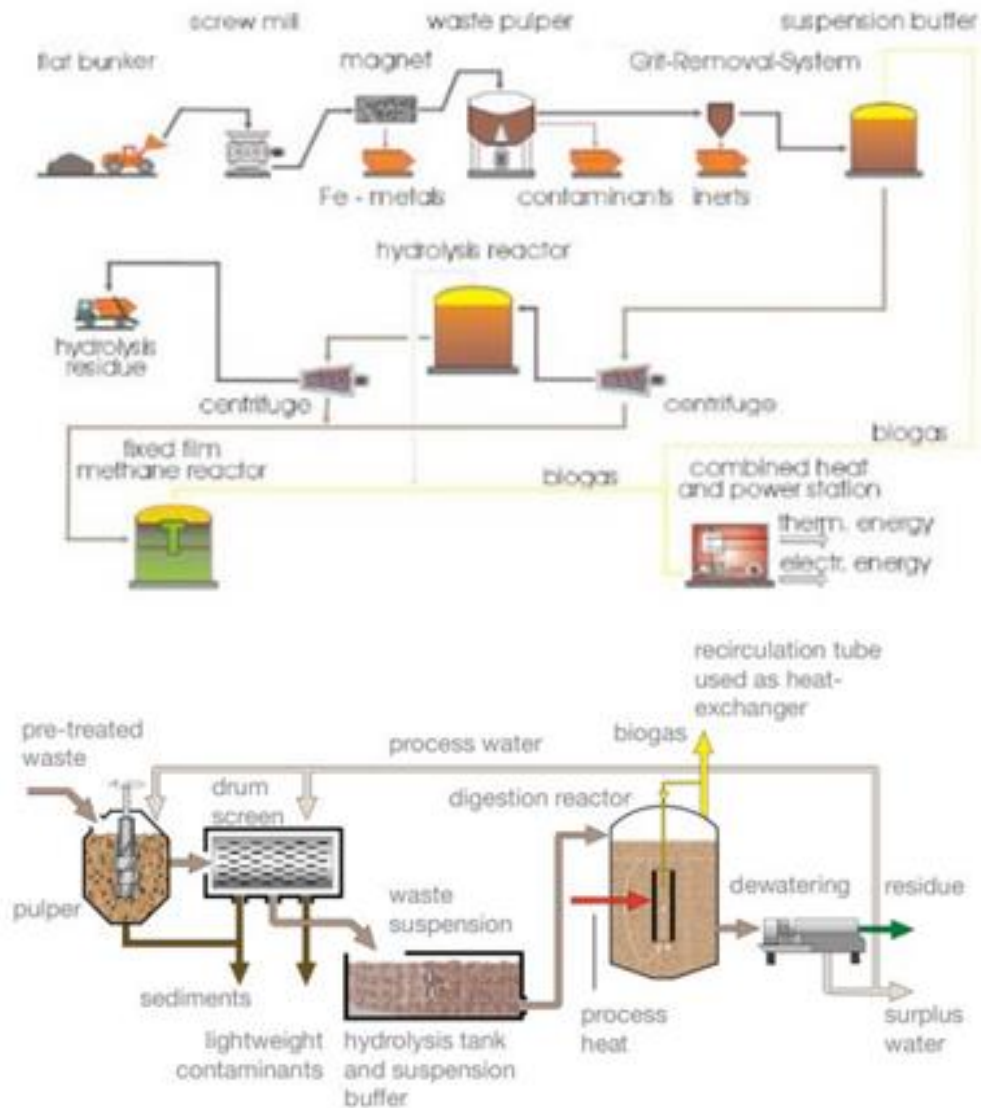 screw mill
waste pulper
suspension buffer
flat bunker
magnet
Grit-Removal-System
Fe - metals
contaminants
inerts
hydrolysis reactor
hydrolysis
residue
centrifuge
centrifuge
biogas
fixed film
methane reactor
biogas
combined heat
and power station
therm. energy
electr. energy
recirculation tube
used as heat-
exchanger
pre-treated
waste
process water
biogas
drum
screen
digestion reactor
pulper
waste
suspension
dewatering
residue
sediments
lightweight
contaminants
hydrolysis tank
and suspension
buffer
process
heat
surplus
water